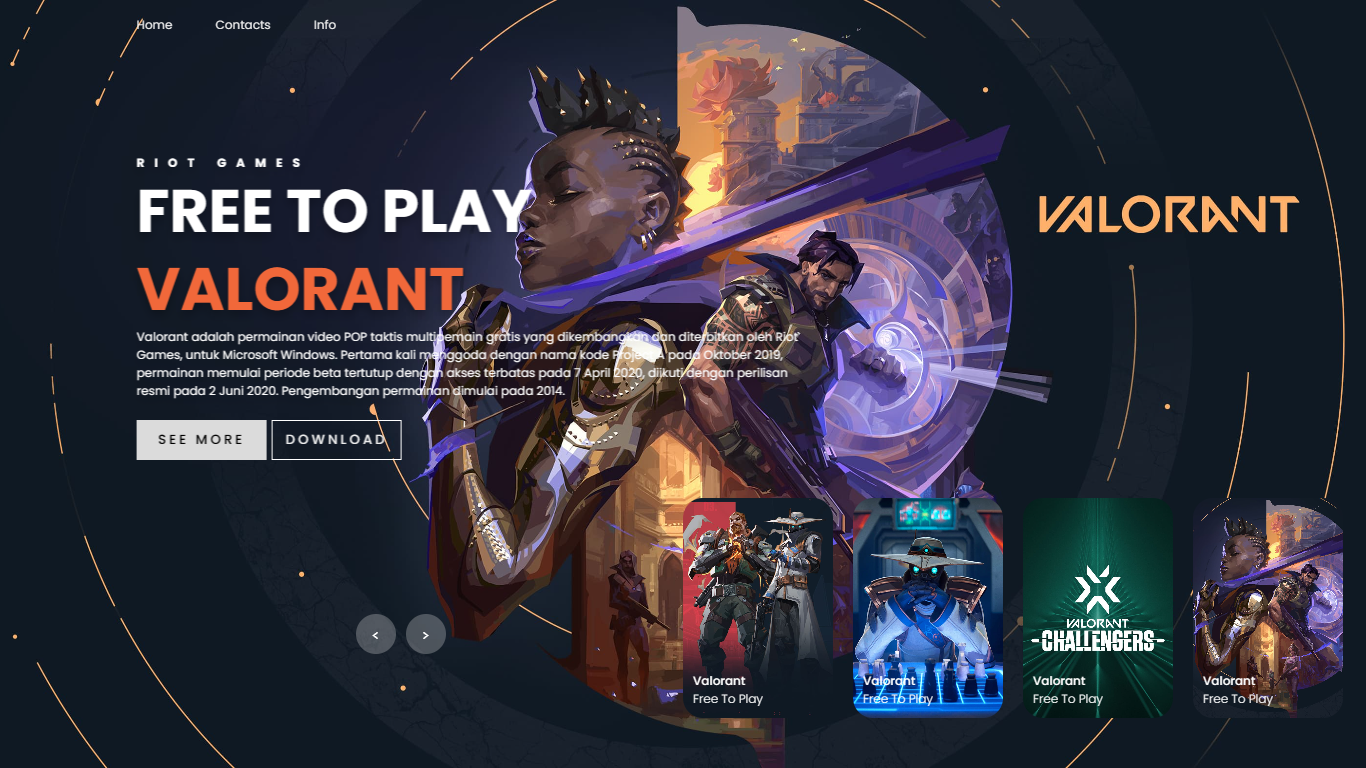 Home Contacts Info
RIOT GAMES
FREE TO PLAY
VALORANT
Valorant adalah permainan video POP taktis multipemain gratis yang dikembangkan dan diterbitkan oleh Riot
Games, untuk Microsoft Windows. Pertama kali menggoda dengan nama kode Project A pada Oktober 2019,
permainan memulai periode beta tertutup dengan akses terbatas pada 7 April 2020, diikuti dengan perilisan
resmi pada 2 Juni 2020. Pengembangan permainan dimulai pada 2014.
SEE MORE DOWNLOAD
VALORANT
< >
Valorant
Free To Play
Valorant
Free To Play
VALORANT
CHALLENGERS
Valorant
Free To Play
Valorant
Free To Play